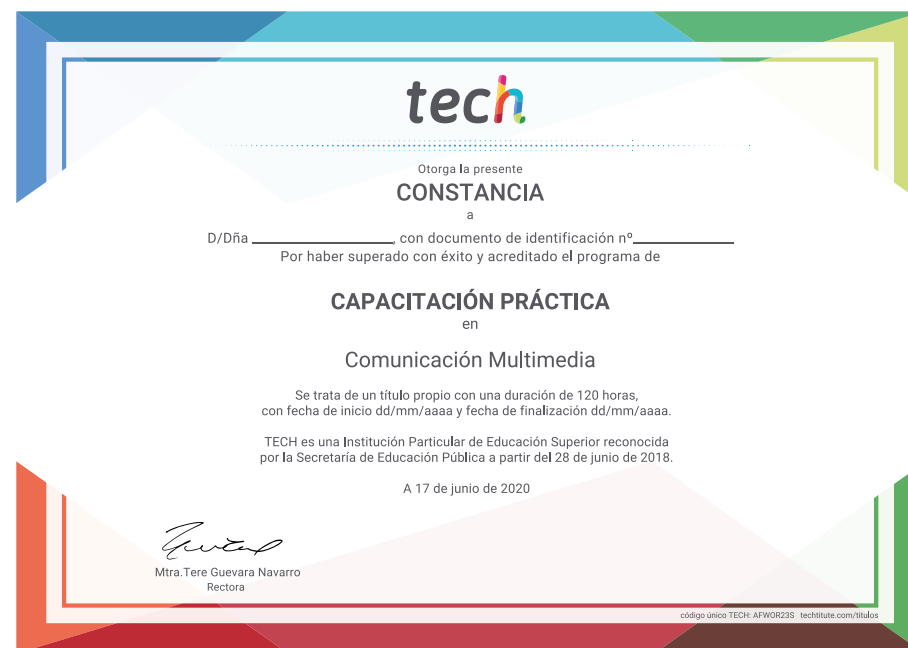 tech
Otorga la presente
CONSTANCIA
a
D/Dña ____________________, con documento de identificación nº______________
Por haber superado con éxito y acreditado el programa de
CAPACITACIÓN PRÁCTICA
en
Comunicación Multimedia
Se trata de un título propio con una duración de 120 horas,
con fecha de inicio dd/mm/aaaa y fecha de finalización dd/mm/aaaa.
TECH es una Institución Particular de Educación Superior reconocida
por la Secretaría de Educación Pública a partir del 28 de junio de 2018.
A 17 de junio de 2020
Mtra.Tere Guevara Navarro
Rectora
código único TECH: AFWOR23S techtitute.com/titulos